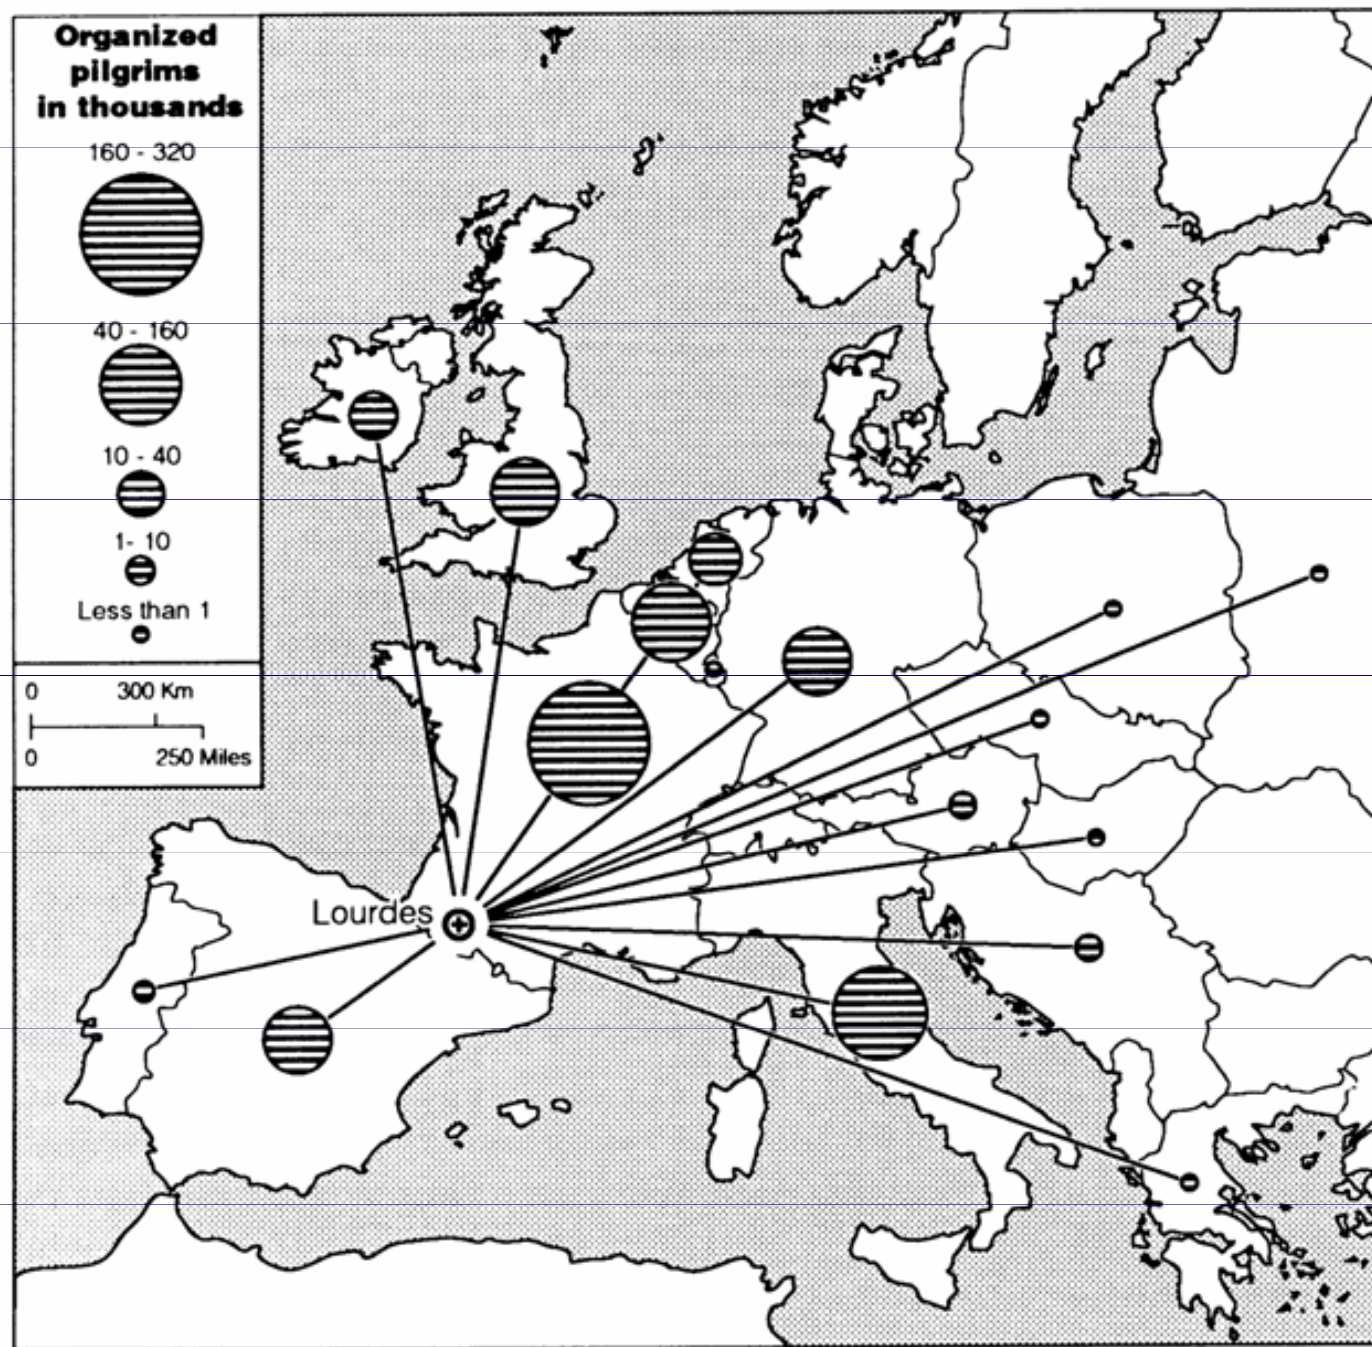 Organized
pilgrims
in thousands
160 - 320
40 - 160
10 - 40
1- 10
Less than 1
0 300 Km
0 250 Miles
Lourdes